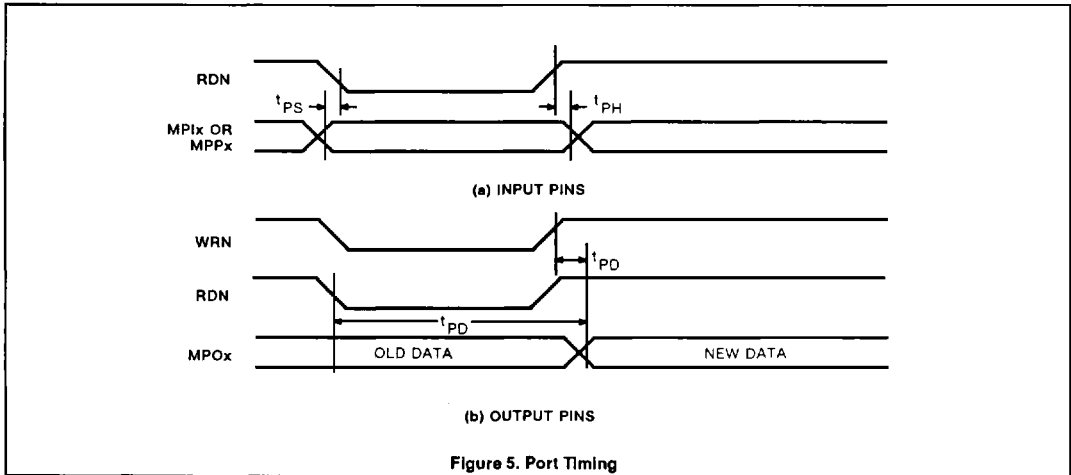 RDN
tPS
tPH
MPIx OR
MPPx
(a) INPUT PINS
WRN
tPD
RDN
tPD
MPOx
OLD DATA
NEW DATA
(b) OUTPUT PINS
Figure 5. Port Timing